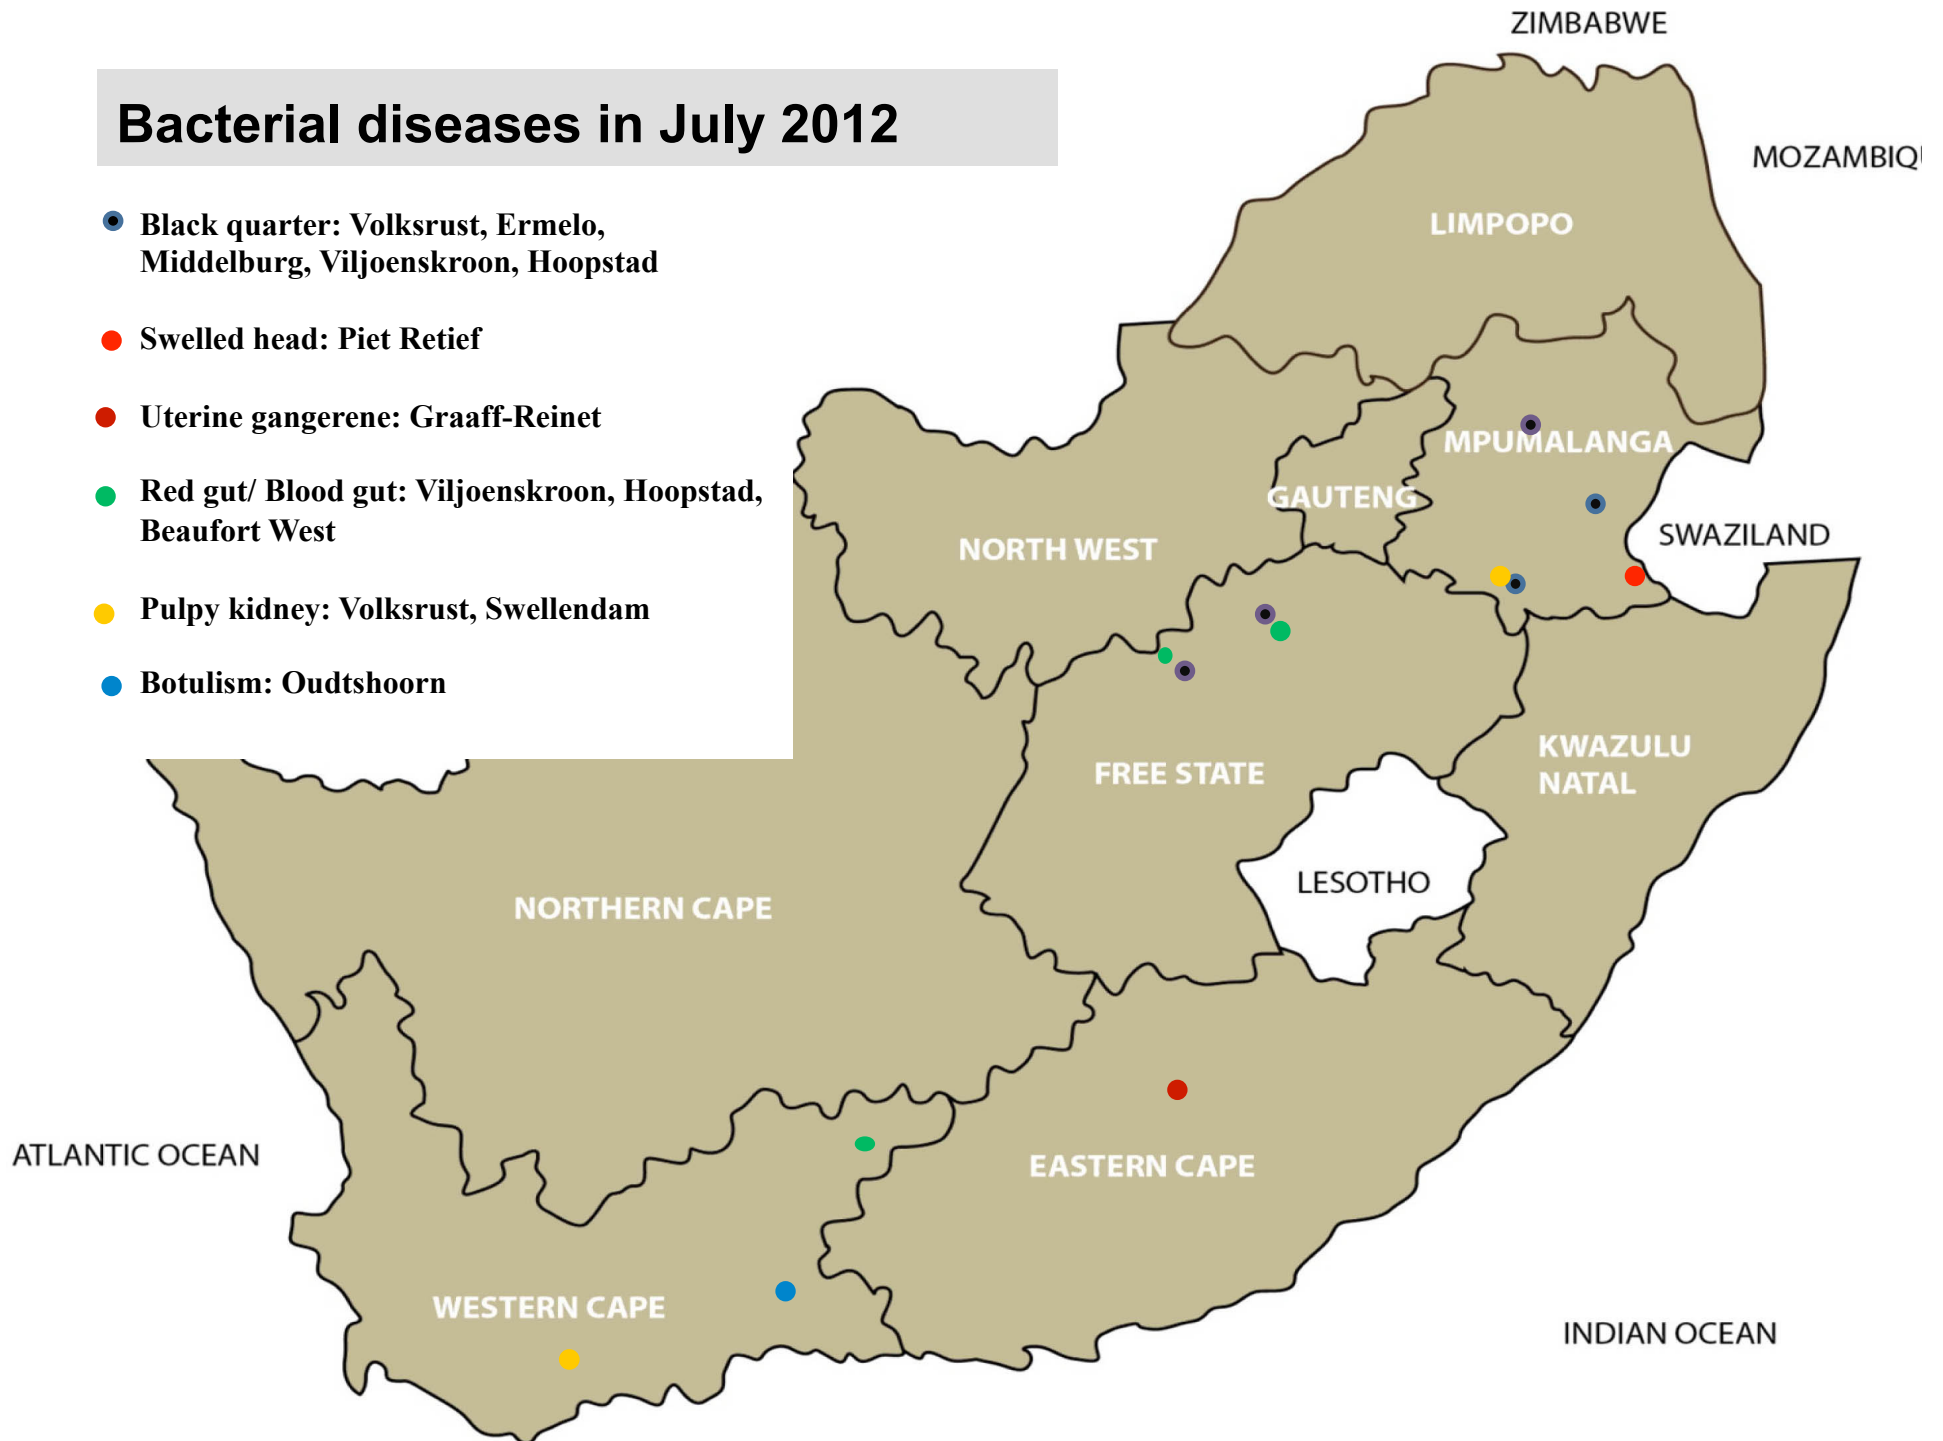 ZIMBABWE
Bacterial diseases in July 2012
MOZAMBIQU
Black quarter: Volksrust, Ermelo,
Middelburg, Viljoenskroon, Hoopstad
LIMPOPO
Swelled head: Piet Retief
Uterine gangerene: Graaff-Reinet
MPUMALANGA
Red gut/ Blood gut: Viljoenskroon, Hoopstad,
Beaufort West
GAUTENG
SWAZILAND
NORTH WEST
Pulpy kidney: Volksrust, Swellendam
Botulism: Oudtshoorn
KWAZULU
NATAL
FREE STATE
LESOTHO
NORTHERN CAPE
ATLANTIC OCEAN
EASTERN CAPE
WESTERN CAPE
INDIAN OCEAN